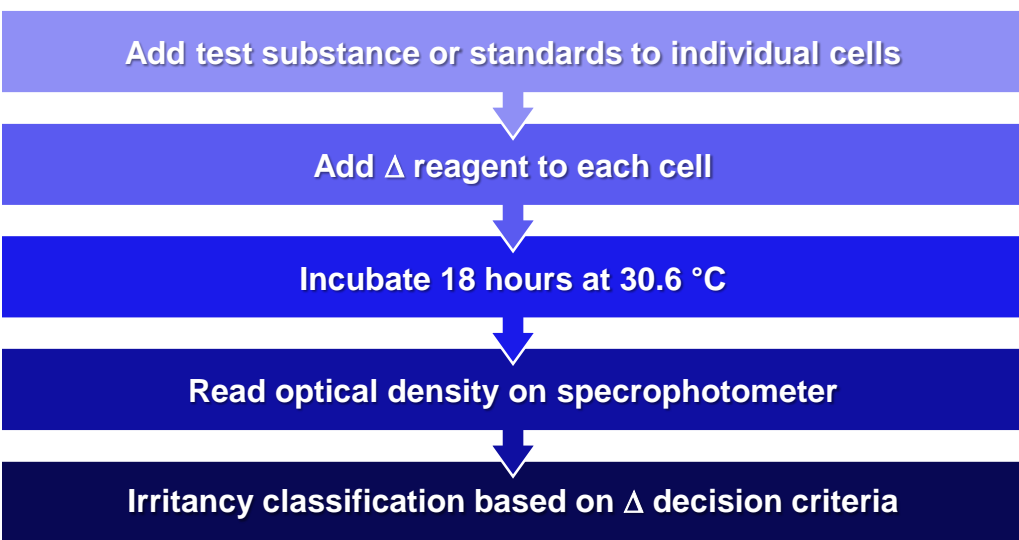 Add test substance or standards to individual cells
Add Δ reagent to each cell
Incubate 18 hours at 30.6 °C
Read optical density on specrophotometer
Irritancy classification based on Δ decision criteria